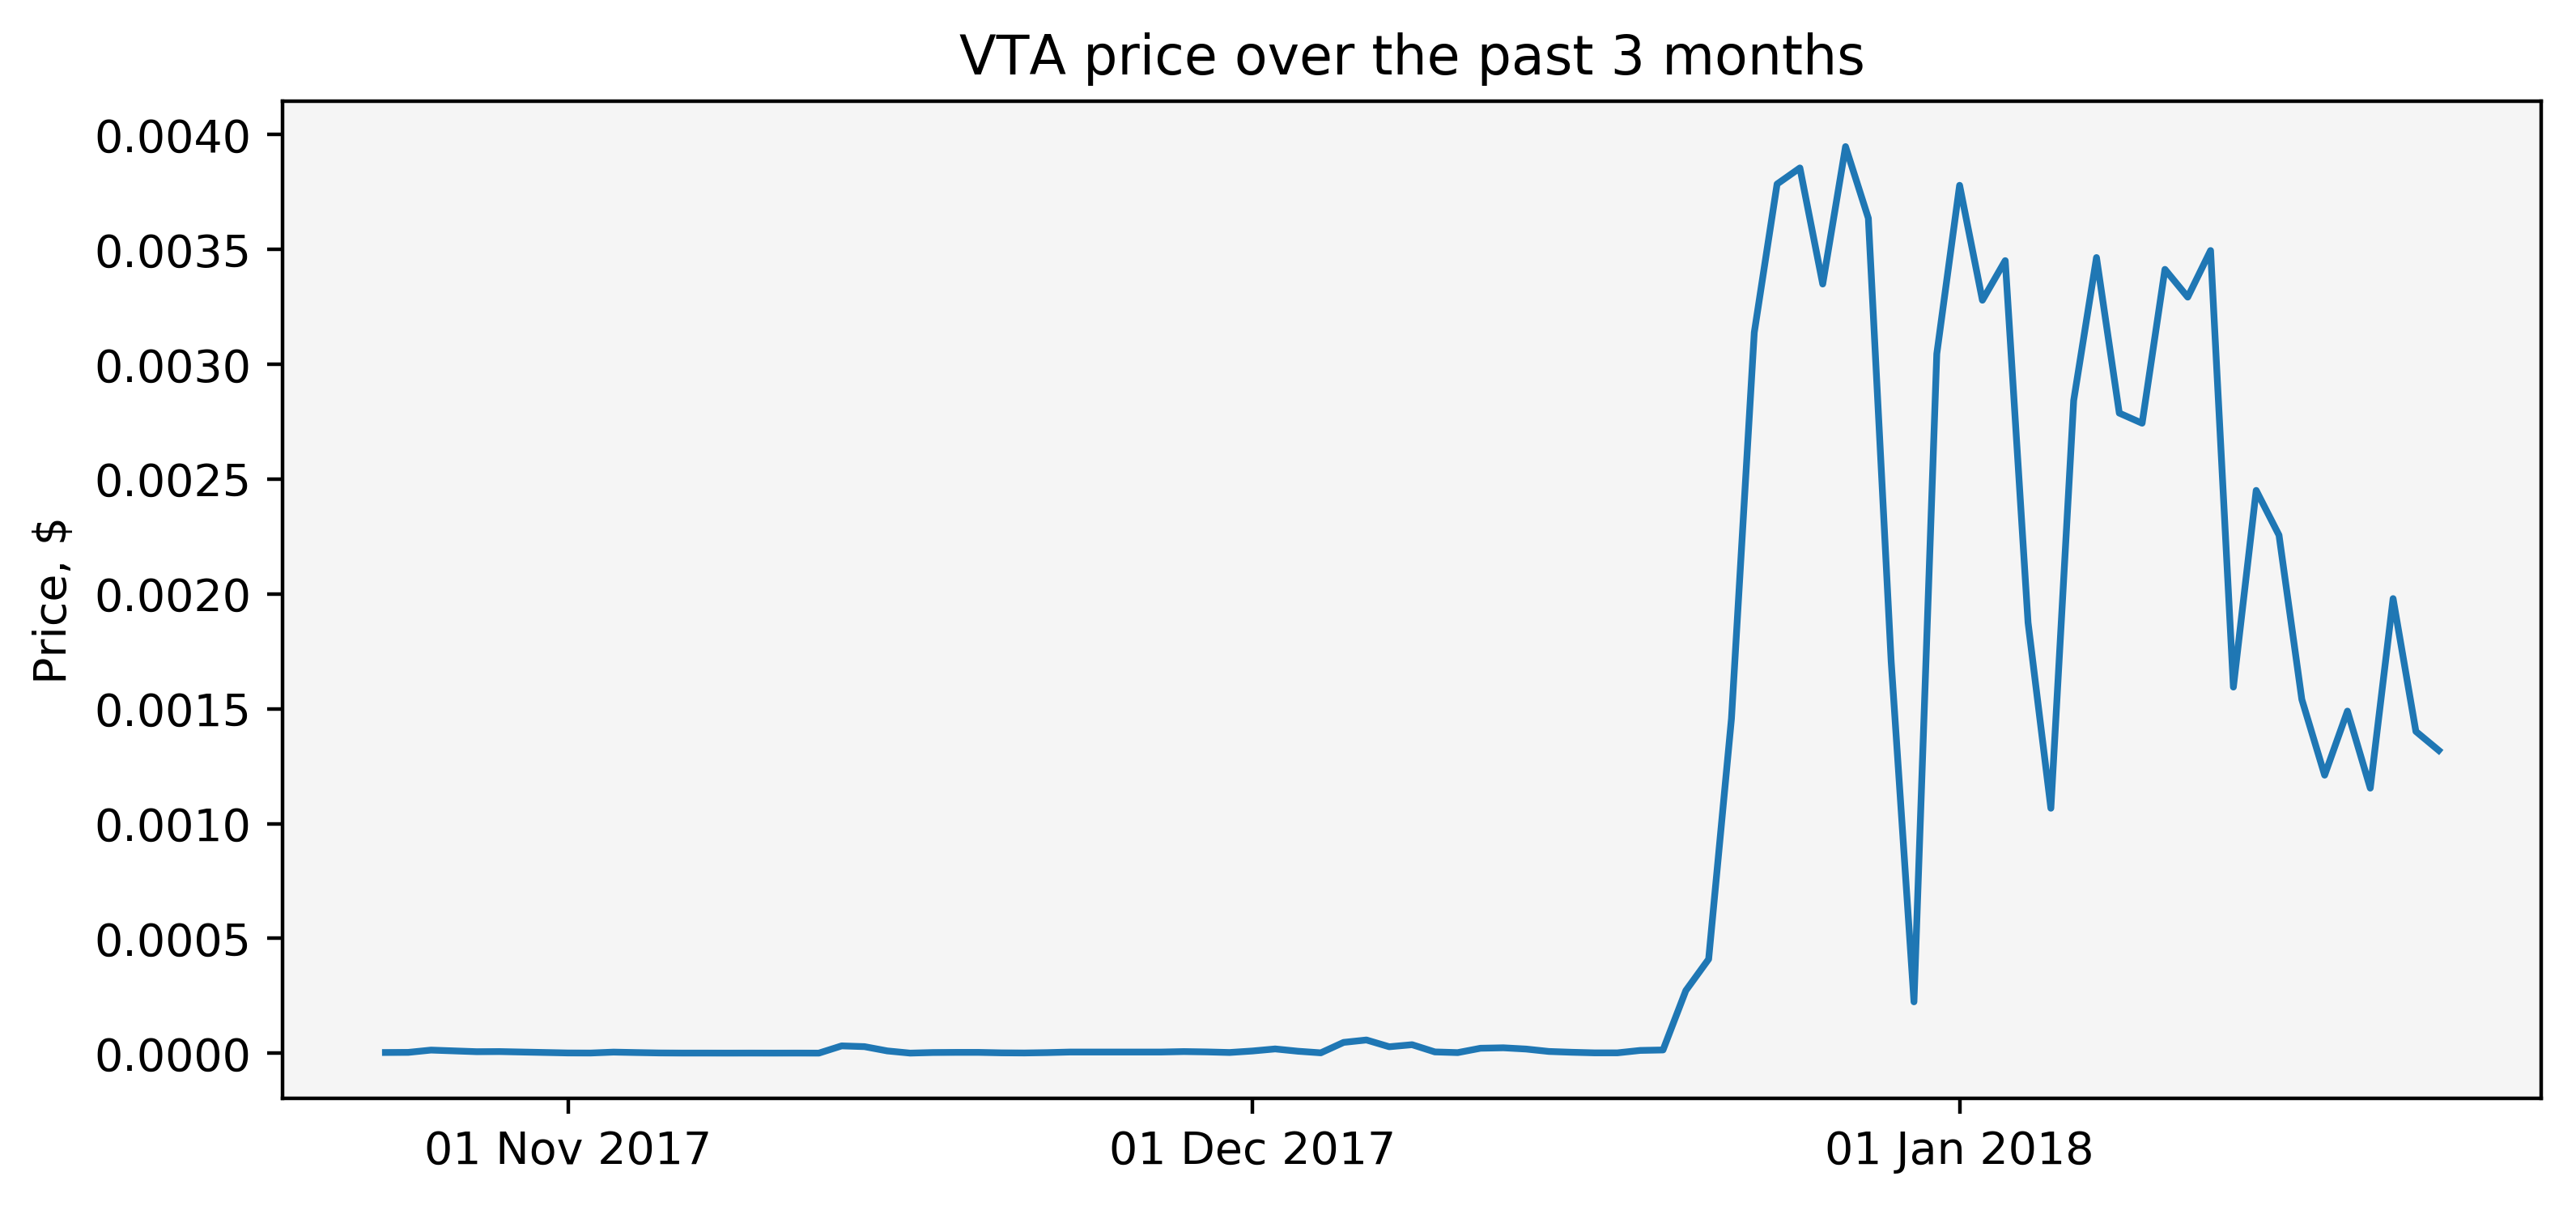 VTA price over the past 3 months
0.0040
0.0035
0.0030
0.0025
0.0020
0.0015
0.0010
0.0005
0.0000
Price, $
01 Nov 2017
01 Dec 2017
01 Jan 2018